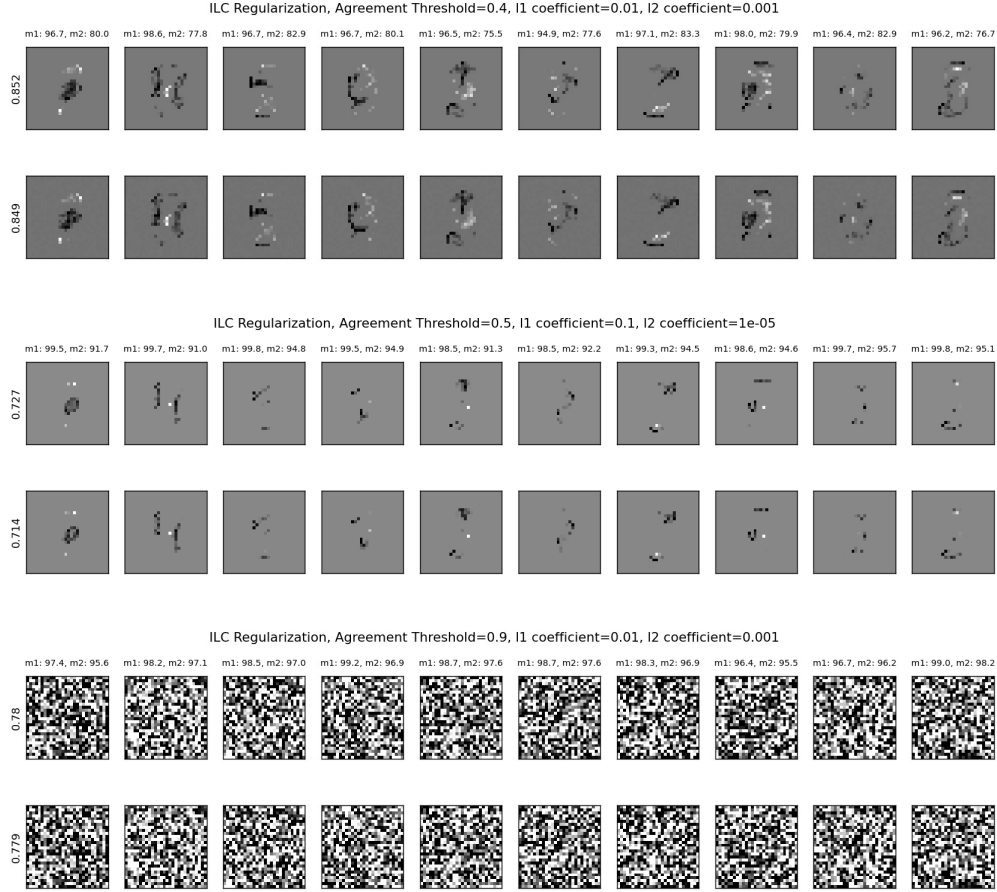 ILC Regularization, Agreement Threshold=0.4, l1 coefficient=0.01, l2 coefficient=0.001
m1: 96.7, m2: 80.0 m1: 98.6, m2: 77.8 m1: 96.7, m2: 82.9 m1: 96.7, m2: 80.1 m1: 96.5, m2: 75.5 m1: 94.9, m2: 77.6 m1: 97.1, m2: 83.3 m1: 98.0, m2: 79.9 m1: 96.4, m2: 82.9 m1: 96.2, m2: 76.7
0.852
0.849
ILC Regularization, Agreement Threshold=0.5, l1 coefficient=0.1, l2 coefficient=1e-05
m1: 99.5, m2: 91.7 m1: 99.7, m2: 91.0 m1: 99.8, m2: 94.8 m1: 99.5, m2: 94.9 m1: 98.5, m2: 91.3 m1: 98.5, m2: 92.2 m1: 99.3, m2: 94.5 m1: 98.6, m2: 94.6 m1: 99.7, m2: 95.7 m1: 99.8, m2: 95.1
0.727
0.714
ILC Regularization, Agreement Threshold=0.9, l1 coefficient=0.01, l2 coefficient=0.001
m1: 97.4, m2: 95.6 m1: 98.2, m2: 97.1 m1: 98.5, m2: 97.0 m1: 99.2, m2: 96.9 m1: 98.7, m2: 97.6 m1: 98.7, m2: 97.6 m1: 98.3, m2: 96.9 m1: 96.4, m2: 95.5 m1: 96.7, m2: 96.2 m1: 99.0, m2: 98.2
0.78
0.779